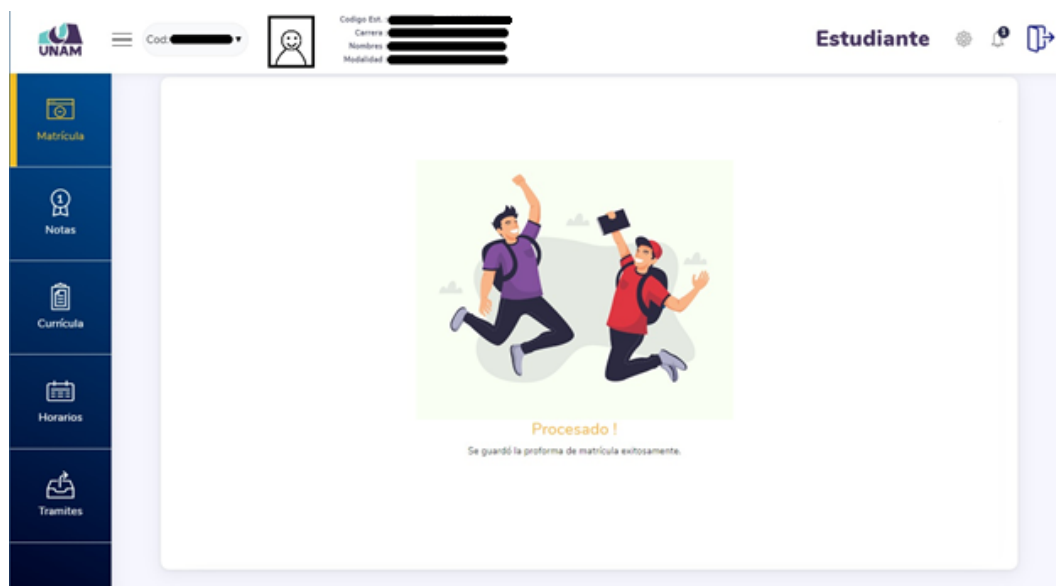 UNAM
Cod:
Codigo Est. :
Carrera :
Nombres :
Modalidad :
Estudiante
Matrícula
1
Notas
Currícula
Horarios
Tramites
Procesado !
Se guardó la proforma de matrícula exitosamente.